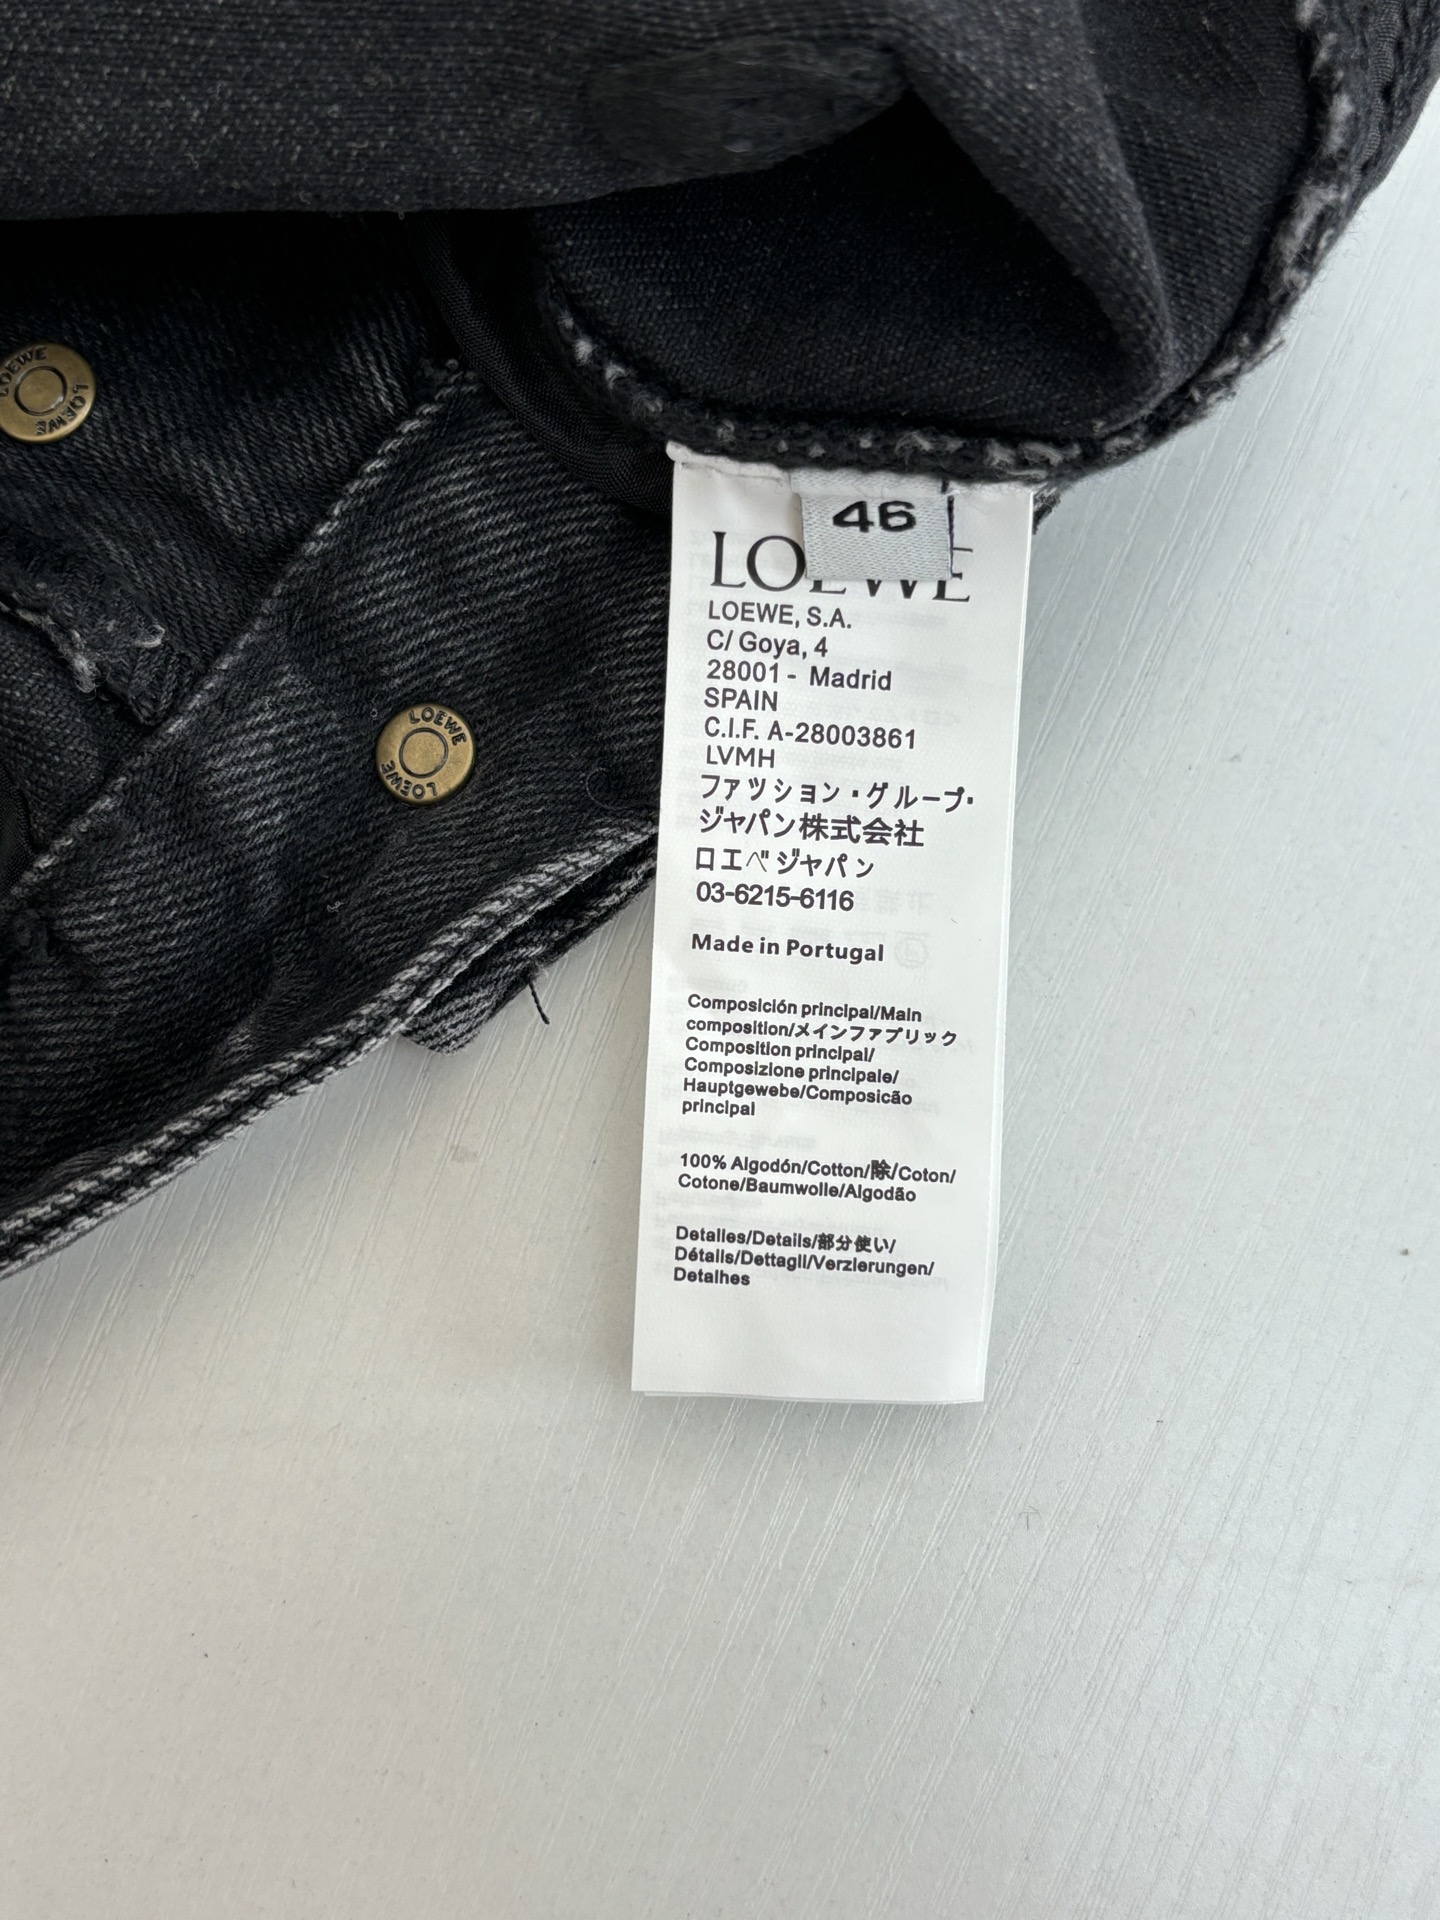 46
LOEWE
LOEWE, S.A.
C/ Goya, 4
28001 - Madrid
SPAIN
C.I.F. A-28003861
LVMH
ファツション・グループ・
ジャパン株式会社
ロエベジャパン
03-6215-6116
Made in Portugal
Composición principal/Main
composition/メインファブリック
Composition principal/
Composizione principale/
Hauptgewebe/Composicão
principal
100% Algodón/Cotton/除/Coton/
Cotone/Baumwolle/Algodão
Detalles/Details/部分使い/
Détails/Dettagli/Verzierungen/
Detalhes
LOEWE
LOEWE
LOEWE
LOEWE